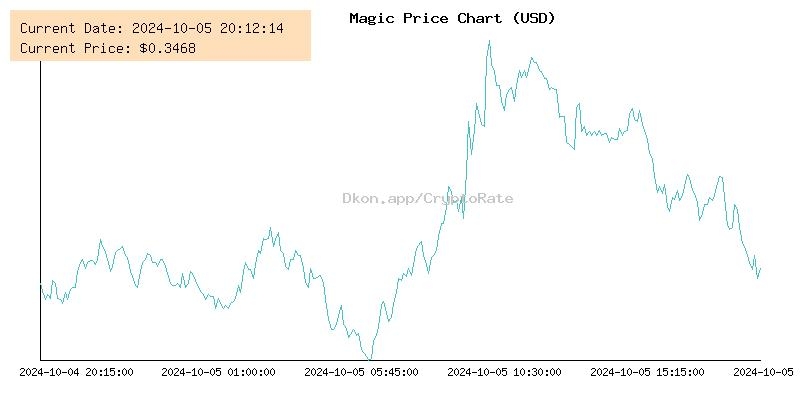 Magic Price Chart (USD)
Current Date: 2024-10-05 20:12:14
Current Price: $0.3468
Dkon.app/CryptoRate
2024-10-04 20:15:00 2024-10-05 01:00:00 2024-10-05 05:45:00 2024-10-05 10:30:00 2024-10-05 15:15:00 2024-10-05